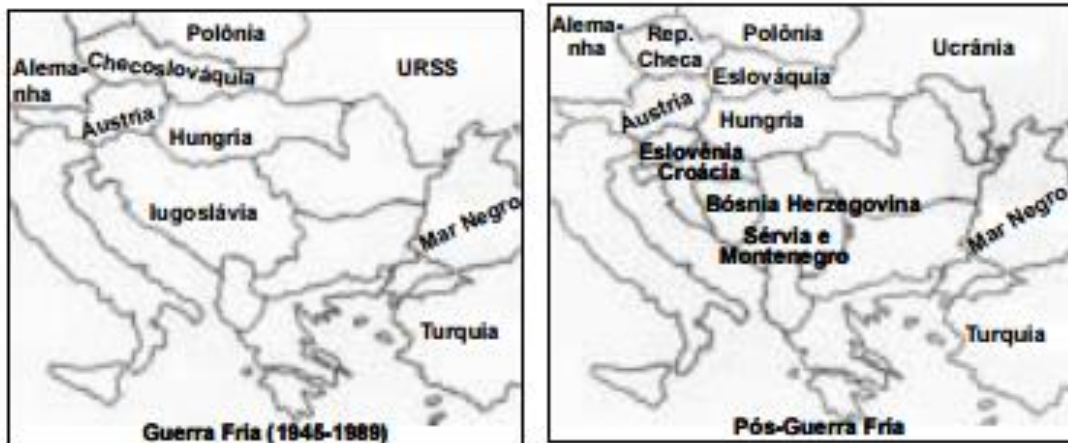 Polônia
Checoslováquia
Alema-
nha
URSS
Áustria
Hungria
Iugoslávia
Mar Negro
Turquia
Guerra Fria (1945-1989)
Alema-
nha
Rep.
Checa
Polônia
Ucrânia
Eslováquia
Áustria
Hungria
Eslovênia
Croácia
Bósnia Herzegovina
Sérvia e
Montenegro
Mar Negro
Turquia
Pós-Guerra Fria